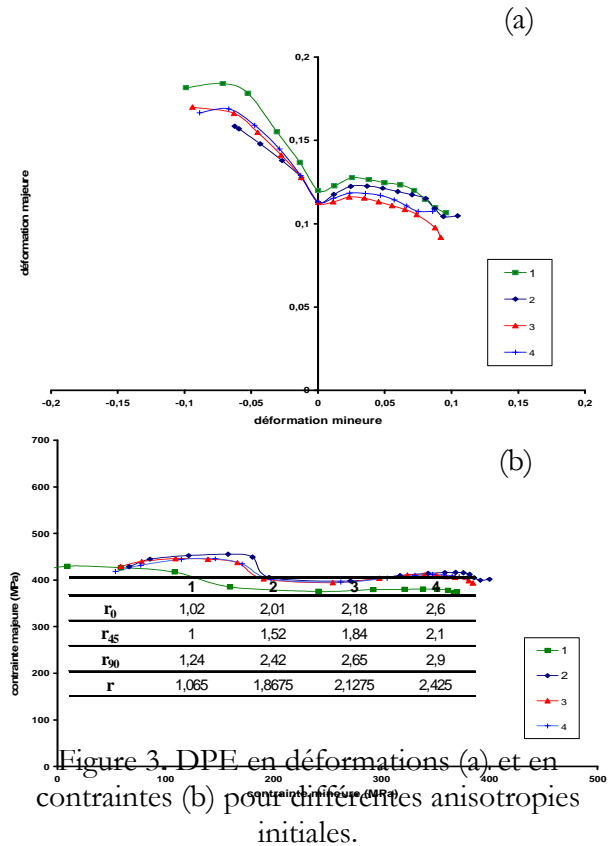 (a)
0,2
0,15
0,1
0,05
0
-0,2 -0,15 -0,1 -0,05 0 0,05 0,1 0,15 0,2
déformation majeure
déformation mineure
1
2
3
4
(b)
700
600
500
400
300
200
100
0
0 100 200 300 400 500
contrainte majeure (MPa)
contrainte mineure (MPa)
1 2 3 4
r0 1,02 2,01 2,18 2,6
r45 1 1,52 1,84 2,1
r90 1,24 2,42 2,65 2,9
r 1,065 1,8675 2,1275 2,425
1
2
3
4
Figure 3. DPE en déformations (a) et en
contraintes (b) pour différentes anisotropies
initiales.